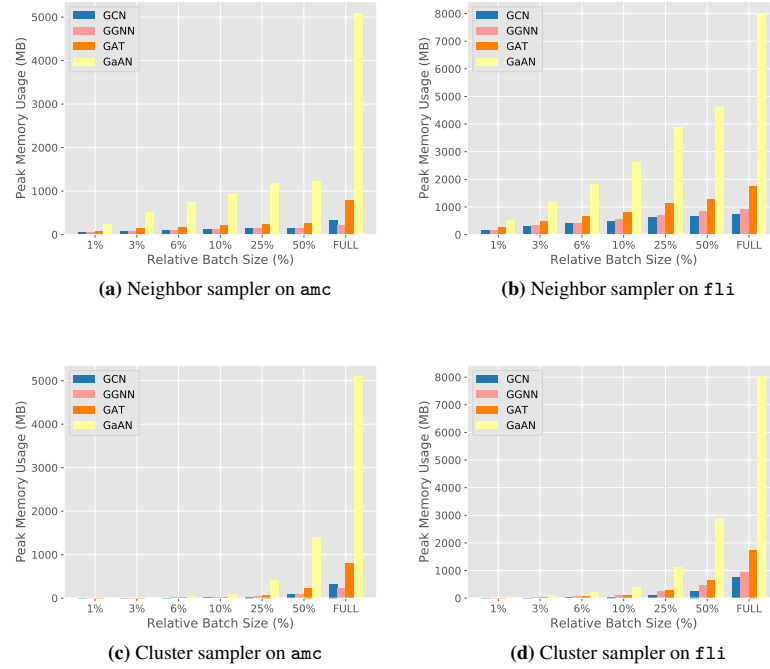 5000
4000
3000
2000
1000
0
Peak Memory Usage (MB)
GCN
GGNN
GAT
GaAN
1% 3% 6% 10% 25% 50% FULL
Relative Batch Size (%)
(a) Neighbor sampler on amc
8000
7000
6000
5000
4000
3000
2000
1000
0
Peak Memory Usage (MB)
GCN
GGNN
GAT
GaAN
1% 3% 6% 10% 25% 50% FULL
Relative Batch Size (%)
(b) Neighbor sampler on fli
5000
4000
3000
2000
1000
0
Peak Memory Usage (MB)
GCN
GGNN
GAT
GaAN
1% 3% 6% 10% 25% 50% FULL
Relative Batch Size (%)
(c) Cluster sampler on amc
8000
7000
6000
5000
4000
3000
2000
1000
0
Peak Memory Usage (MB)
GCN
GGNN
GAT
GaAN
1% 3% 6% 10% 25% 50% FULL
Relative Batch Size (%)
(d) Cluster sampler on fli